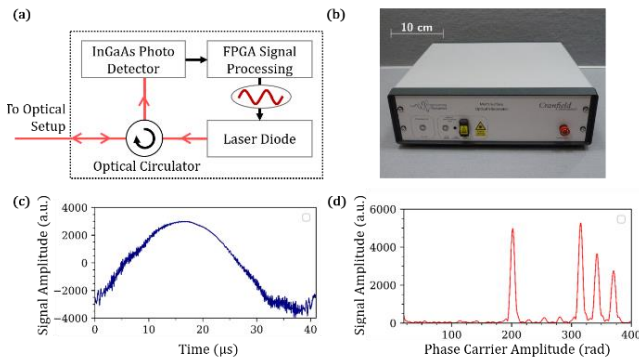 (a)
InGaAs Photo
Detector
FPGA Signal
Processing
To Optical
Setup
Laser Diode
Optical Circulator
(b)
10 cm
Cranfield
(c)
Signal Amplitude (a.u.)
4000
2000
0
−2000
−4000
0
10
20
30
40
Time (μs)
(d)
Signal Amplitude (a.u.)
6000
4000
2000
0
100
200
300
400
Phase Carrier Amplitude (rad)